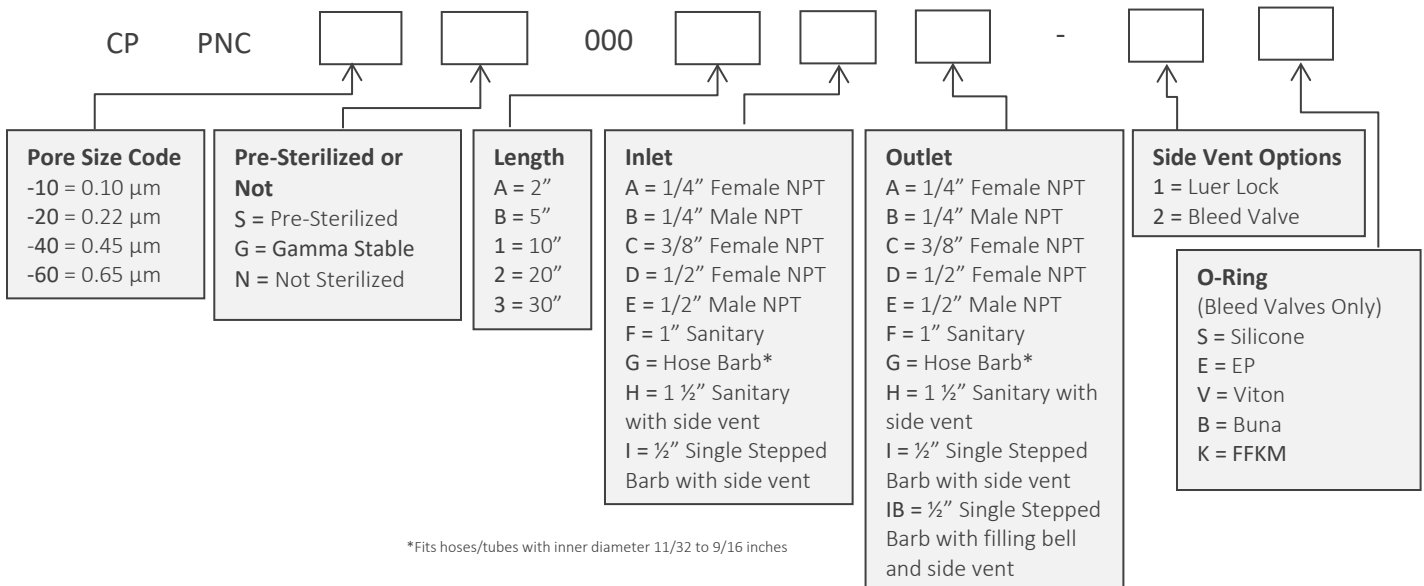 CP PNC 000 -
Pore Size Code
-10 = 0.10 µm
-20 = 0.22 µm
-40 = 0.45 µm
-60 = 0.65 µm
Pre-Sterilized or
Not
S = Pre-Sterilized
G = Gamma Stable
N = Not Sterilized
Length
A = 2”
B = 5”
1 = 10”
2 = 20”
3 = 30”
Inlet
A = 1/4” Female NPT
B = 1/4” Male NPT
C = 3/8” Female NPT
D = 1/2” Female NPT
E = 1/2” Male NPT
F = 1” Sanitary
G = Hose Barb*
H = 1 ½” Sanitary
with side vent
I = ½” Single Stepped
Barb with side vent
Outlet
A = 1/4” Female NPT
B = 1/4” Male NPT
C = 3/8” Female NPT
D = 1/2” Female NPT
E = 1/2” Male NPT
F = 1” Sanitary
G = Hose Barb*
H = 1 ½” Sanitary with
side vent
I = ½” Single Stepped
Barb with side vent
IB = ½” Single Stepped
Barb with filling bell
and side vent
Side Vent Options
1 = Luer Lock
2 = Bleed Valve
O-Ring
(Bleed Valves Only)
S = Silicone
E = EP
V = Viton
B = Buna
K = FFKM
*Fits hoses/tubes with inner diameter 11/32 to 9/16 inches